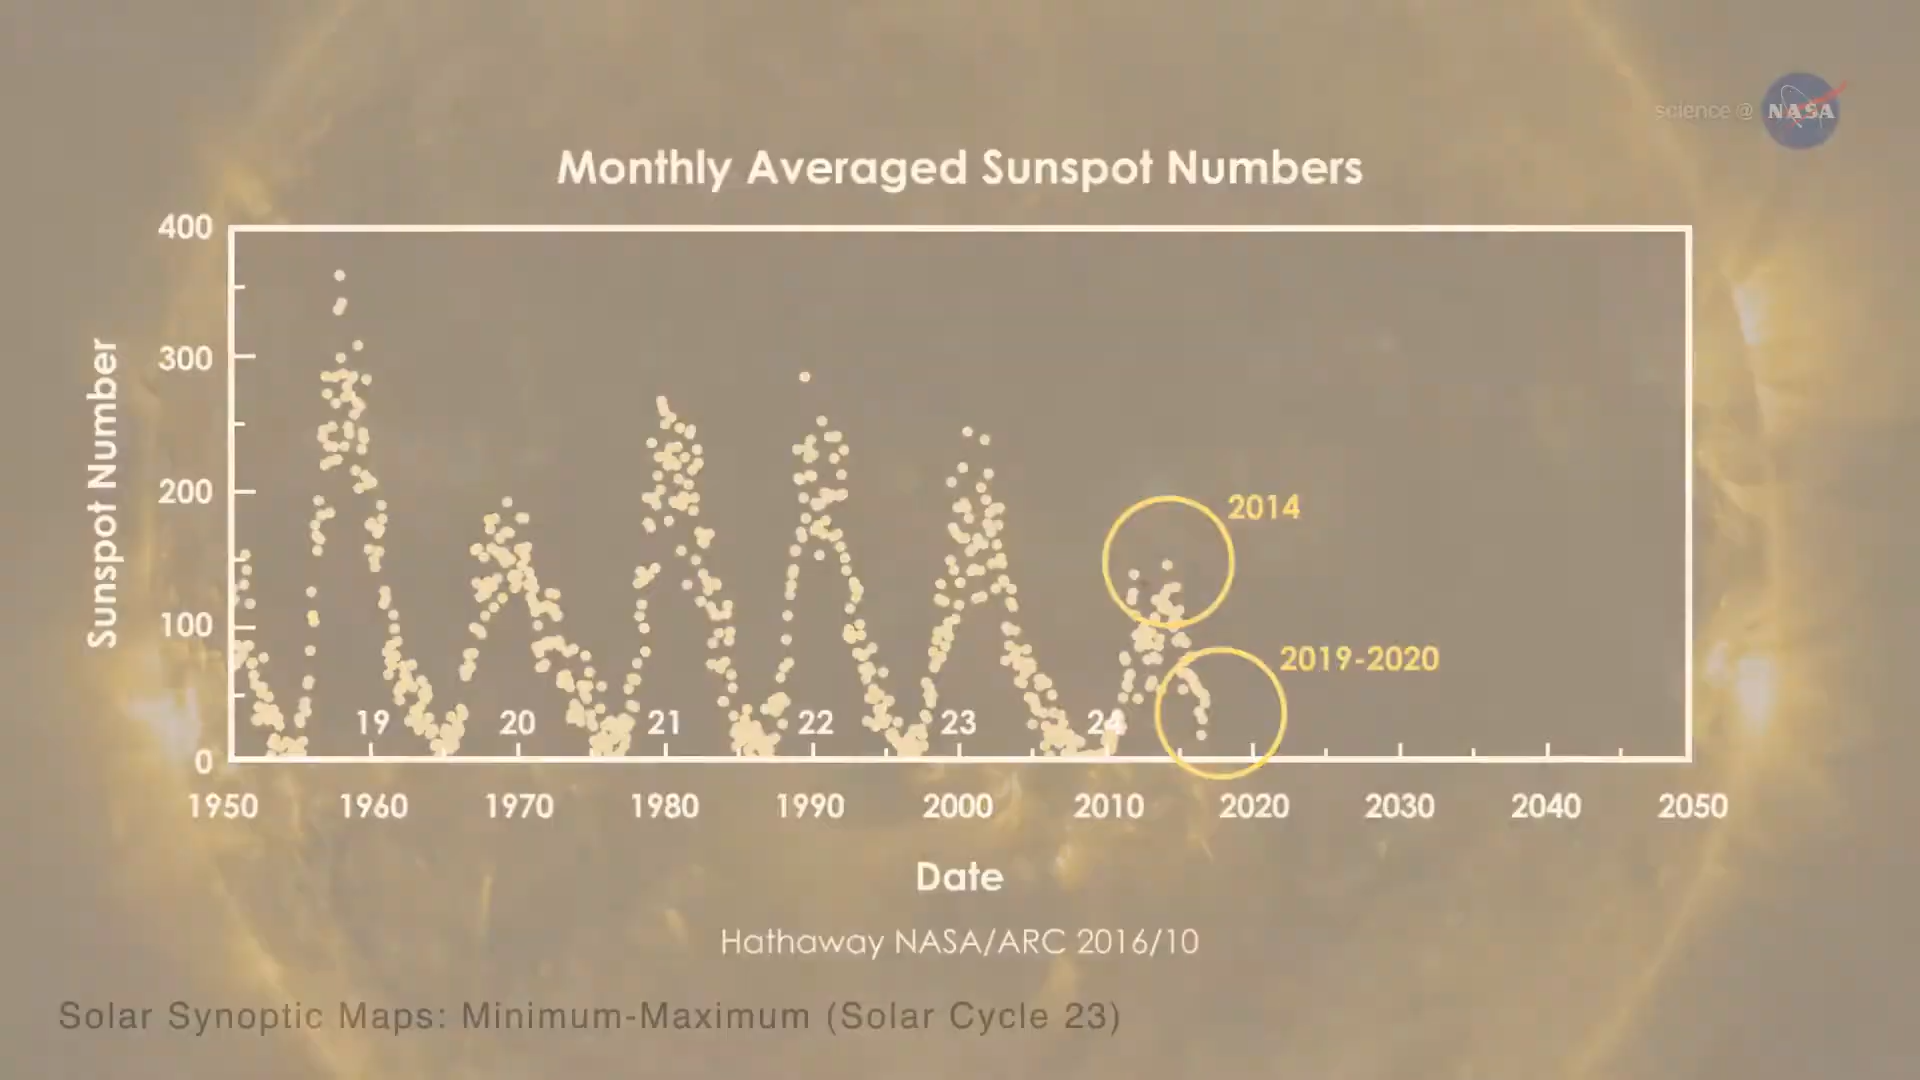 science @ NASA
Monthly Averaged Sunspot Numbers
400
300
200
100
0
Sunspot Number
2014
2019-2020
19 20 21 22 23 24
1950 1960 1970 1980 1990 2000 2010 2020 2030 2040 2050
Date
Hathaway NASA/ARC 2016/10
Solar Synoptic Maps: Minimum-Maximum (Solar Cycle 23)